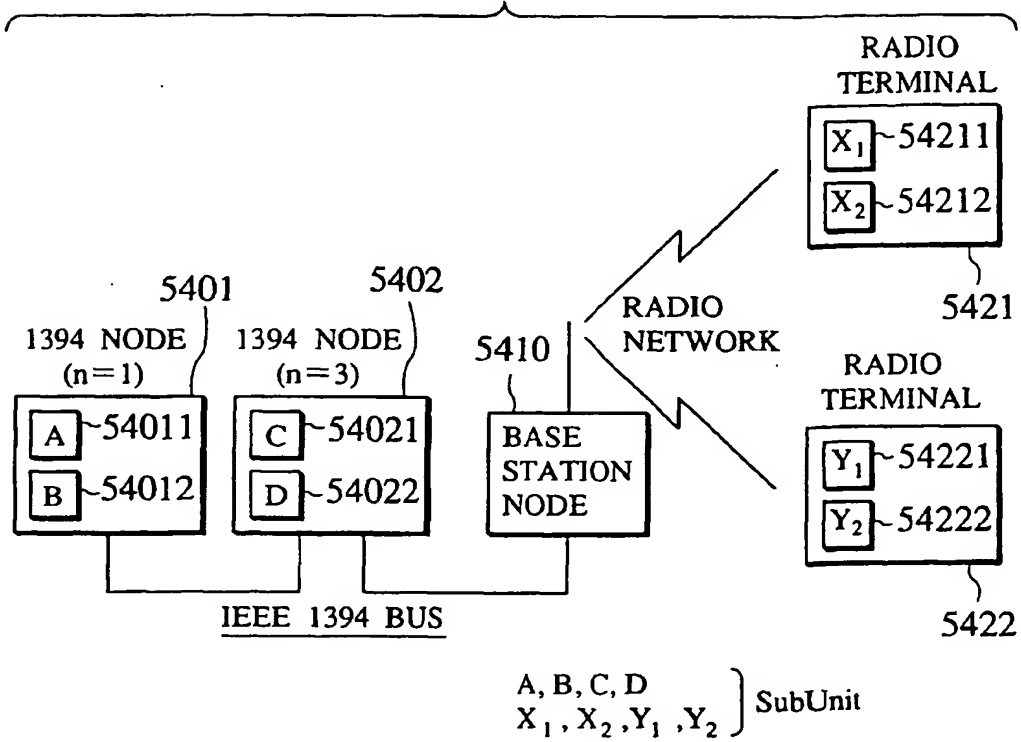 RADIO
TERMINAL
X₁ 54211
X₂ 54212
5421
5401
5402
1394 NODE
(n=1)
1394 NODE
(n=3)
5410
RADIO
NETWORK
A 54011
B 54012
C 54021
D 54022
BASE
STATION
NODE
RADIO
TERMINAL
Y₁ 54221
Y₂ 54222
5422
IEEE 1394 BUS
A, B, C, D
X₁ , X₂ ,Y₁ ,Y₂
SubUnit